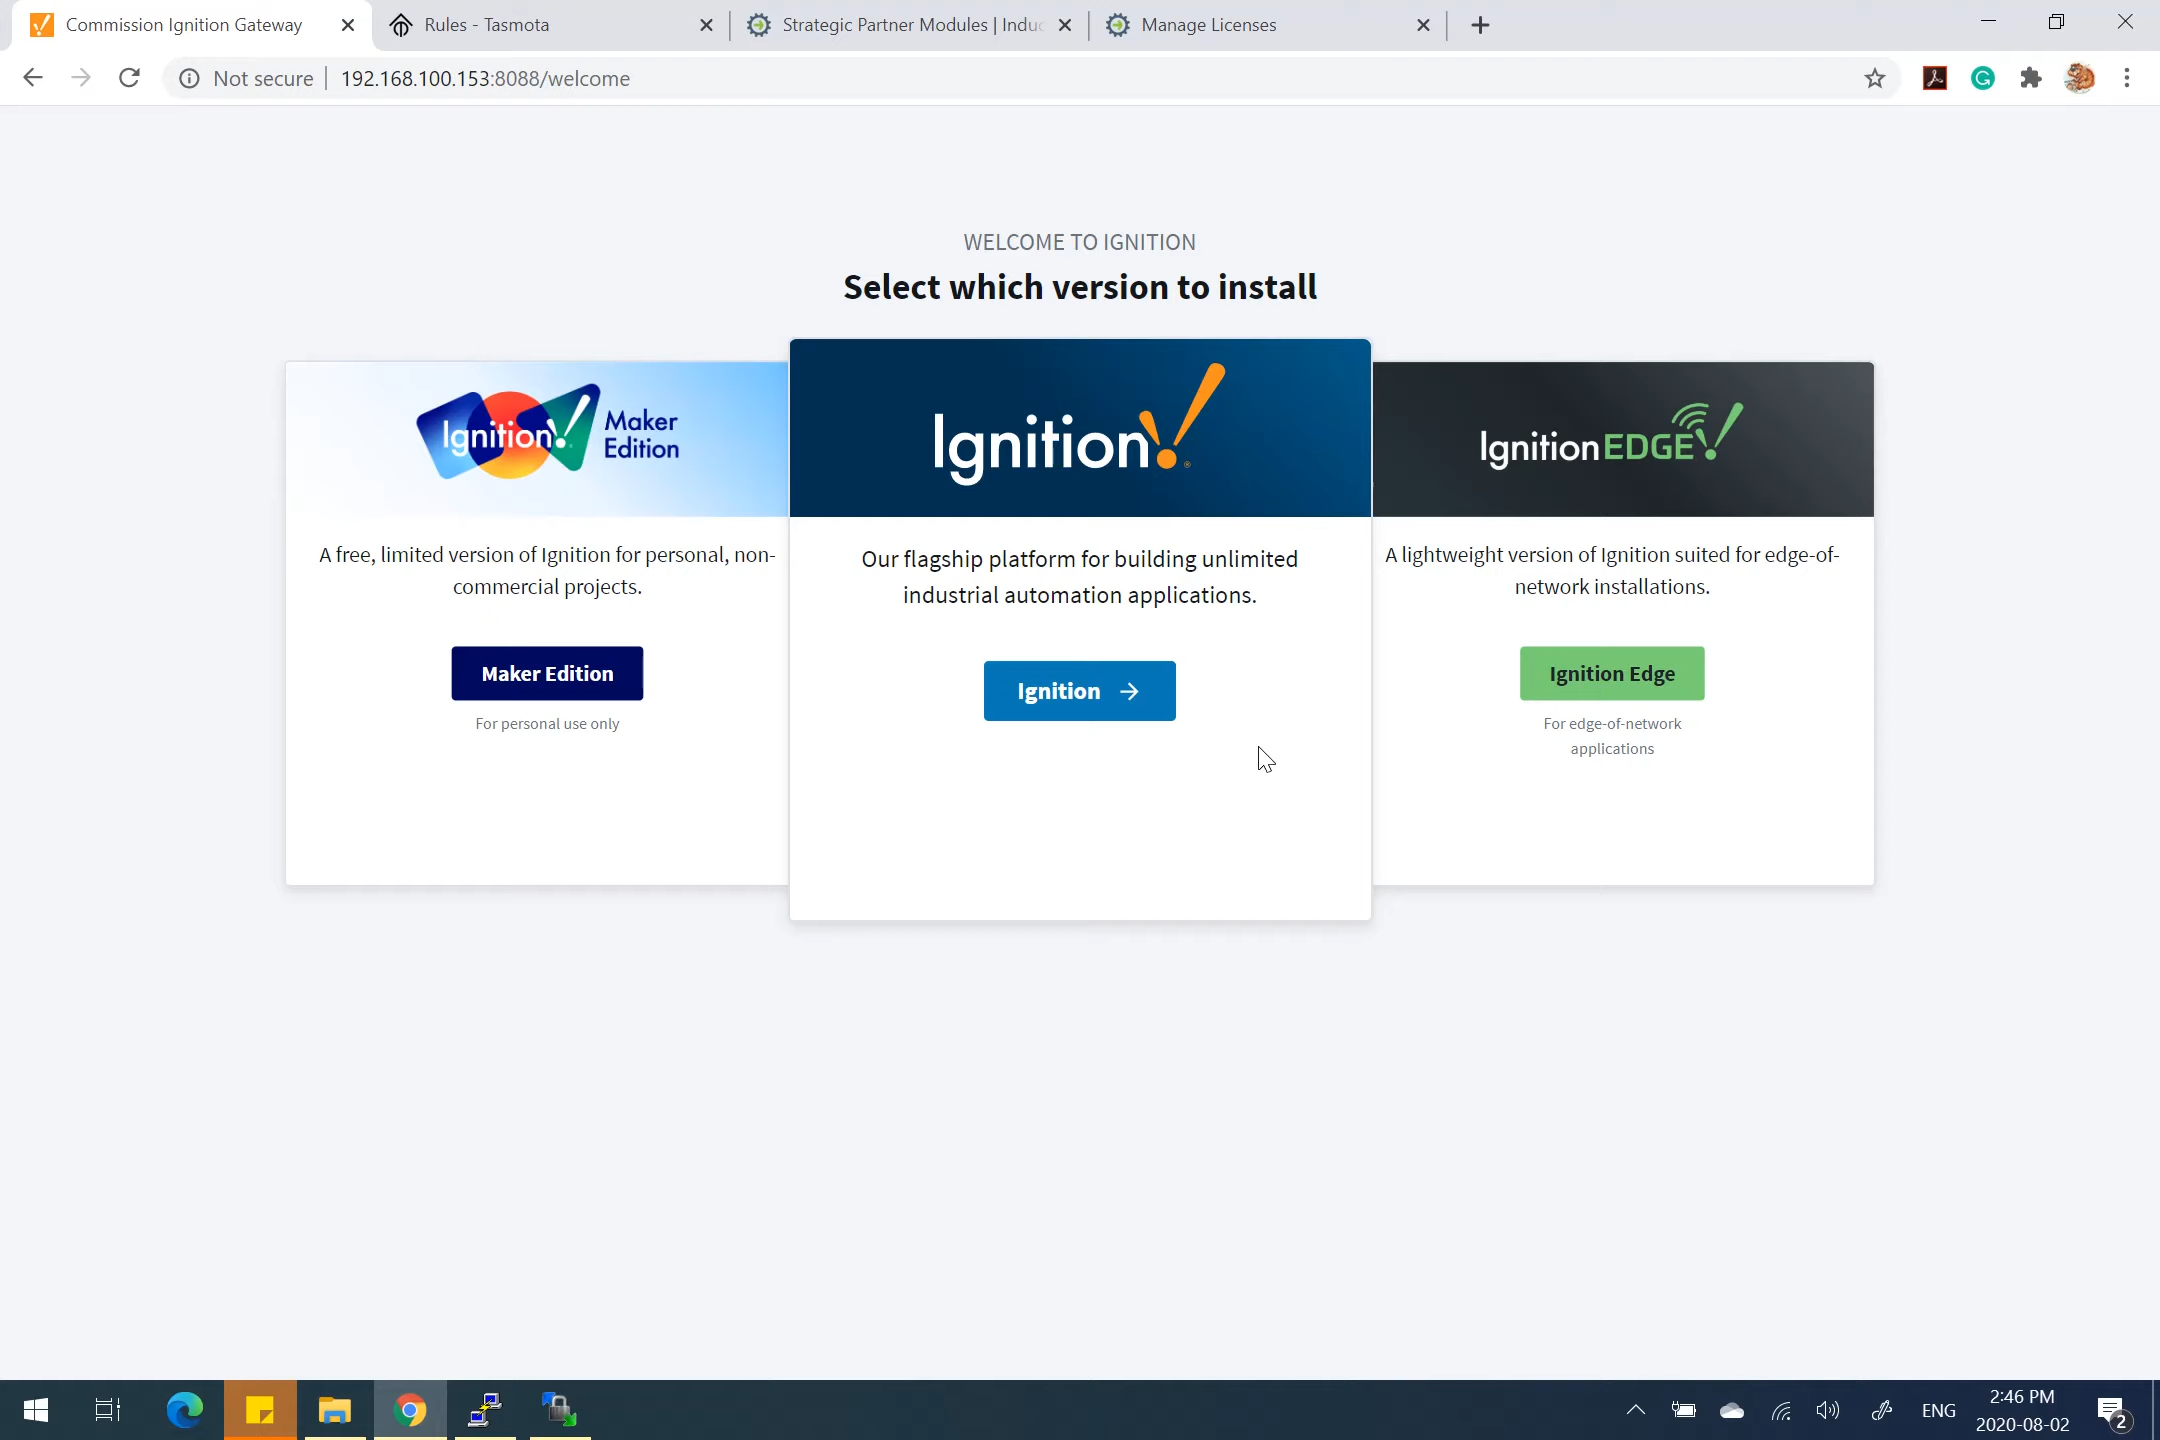 Commission Ignition Gateway
Rules - Tasmota
Strategic Partner Modules | Induc
Manage Licenses
Not secure
192.168.100.153:8088/welcome
WELCOME TO IGNITION
Select which version to install
Ignition!
Maker
Edition
A free, limited version of Ignition for personal, non-
commercial projects.
Maker Edition
For personal use only
Ignition!
Our flagship platform for building unlimited
industrial automation applications.
Ignition →
Ignition EDGE!
A lightweight version of Ignition suited for edge-of-
network installations.
Ignition Edge
For edge-of-network
applications
ENG
2:46 PM
2020-08-02
2